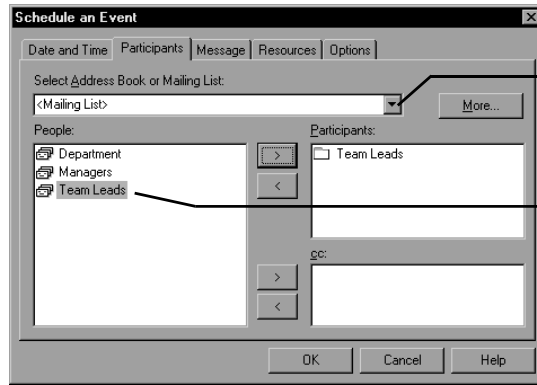 Schedule an Event
Date and Time Participants Message Resources Options
Select Address Book or Mailing List:
<Mailing List>
More...
People:
Participants:
Department
Managers
Team Leads
>
<
Team Leads
cc:
>
<
OK Cancel Help